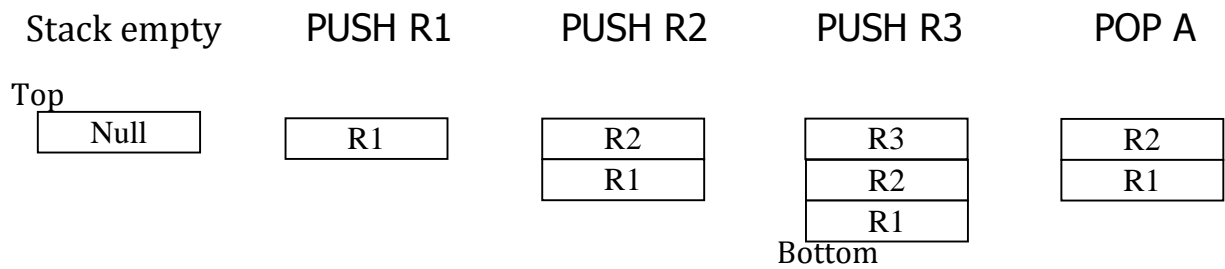 Stack empty PUSH R1 PUSH R2 PUSH R3 POP A
Top
Null R1 R2 R3 R2
R1 R2 R1
R1
Bottom